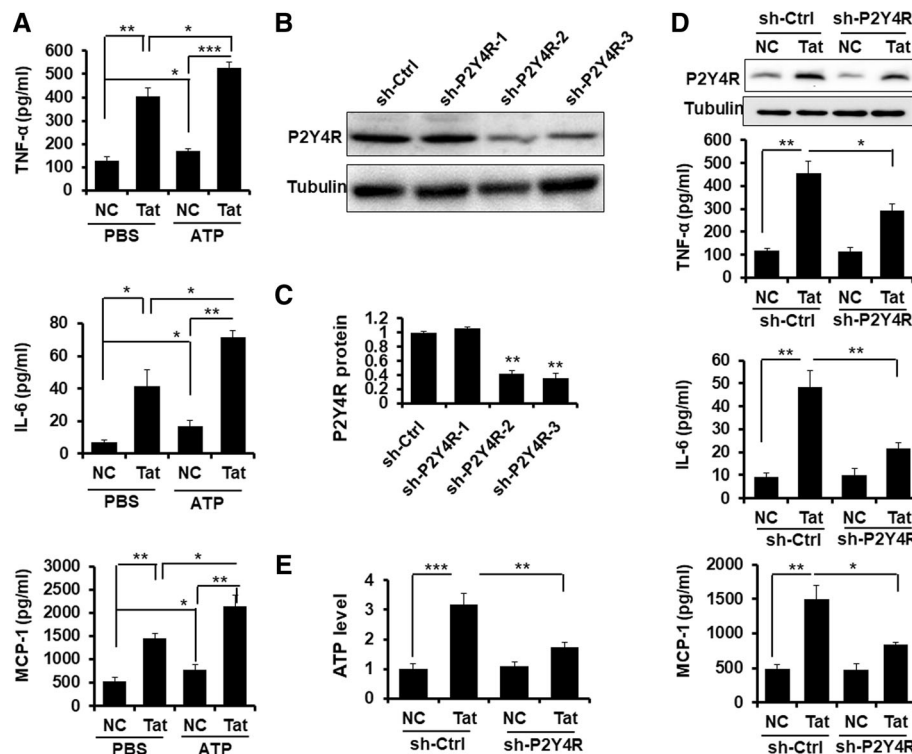 A
** *
***
*
TNF-α (pg/ml)
600
500
400
300
200
100
0
NC Tat NC Tat
PBS ATP
* *
**
*
IL-6 (pg/ml)
80
60
40
20
0
NC Tat NC Tat
PBS ATP
** *
**
*
MCP-1 (pg/ml)
3000
2500
2000
1500
1000
500
0
NC Tat NC Tat
PBS ATP
B
sh-Ctrl sh-P2Y4R-1 sh-P2Y4R-2 sh-P2Y4R-3
P2Y4R
Tubulin
C
P2Y4R protein
1.2
1
0.8
0.6
0.4
0.2
0
** **
sh-Ctrl sh-P2Y4R-1 sh-P2Y4R-2 sh-P2Y4R-3
E
*** **
ATP level
4
3
2
1
0
NC Tat NC Tat
sh-Ctrl sh-P2Y4R
D
sh-Ctrl sh-P2Y4R
NC Tat NC Tat
P2Y4R
Tubulin
** *
TNF-α (pg/ml)
600
500
400
300
200
100
0
NC Tat NC Tat
sh-Ctrl sh-P2Y4R
** **
IL-6 (pg/ml)
60
50
40
30
20
10
0
NC Tat NC Tat
sh-Ctrl sh-P2Y4R
** *
MCP-1 (pg/ml)
2000
1500
1000
500
0
NC Tat NC Tat
sh-Ctrl sh-P2Y4R